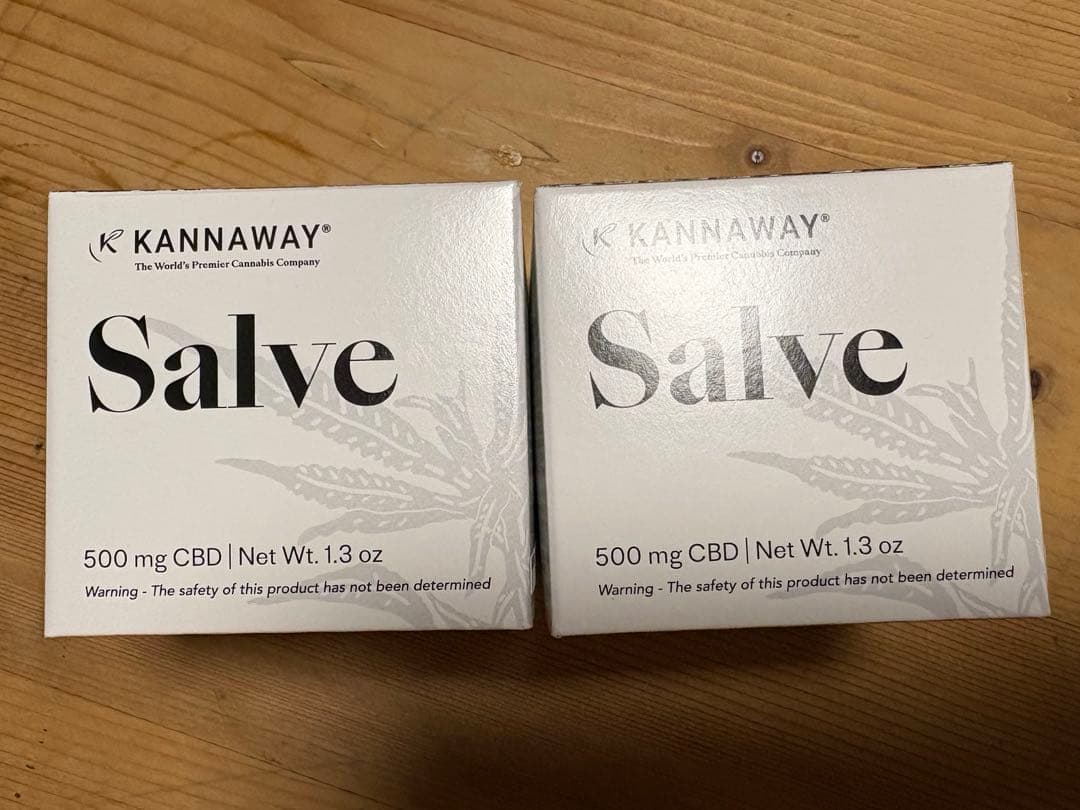 KANNAWAY®
The World's Premier Cannabis Company
Salve
500 mg CBD | Net Wt. 1.3 oz
Warning - The safety of this product has not been determined
KANNAWAY®
The World's Premier Cannabis Company
Salve
500 mg CBD | Net Wt. 1.3 oz
Warning - The safety of this product has not been determined